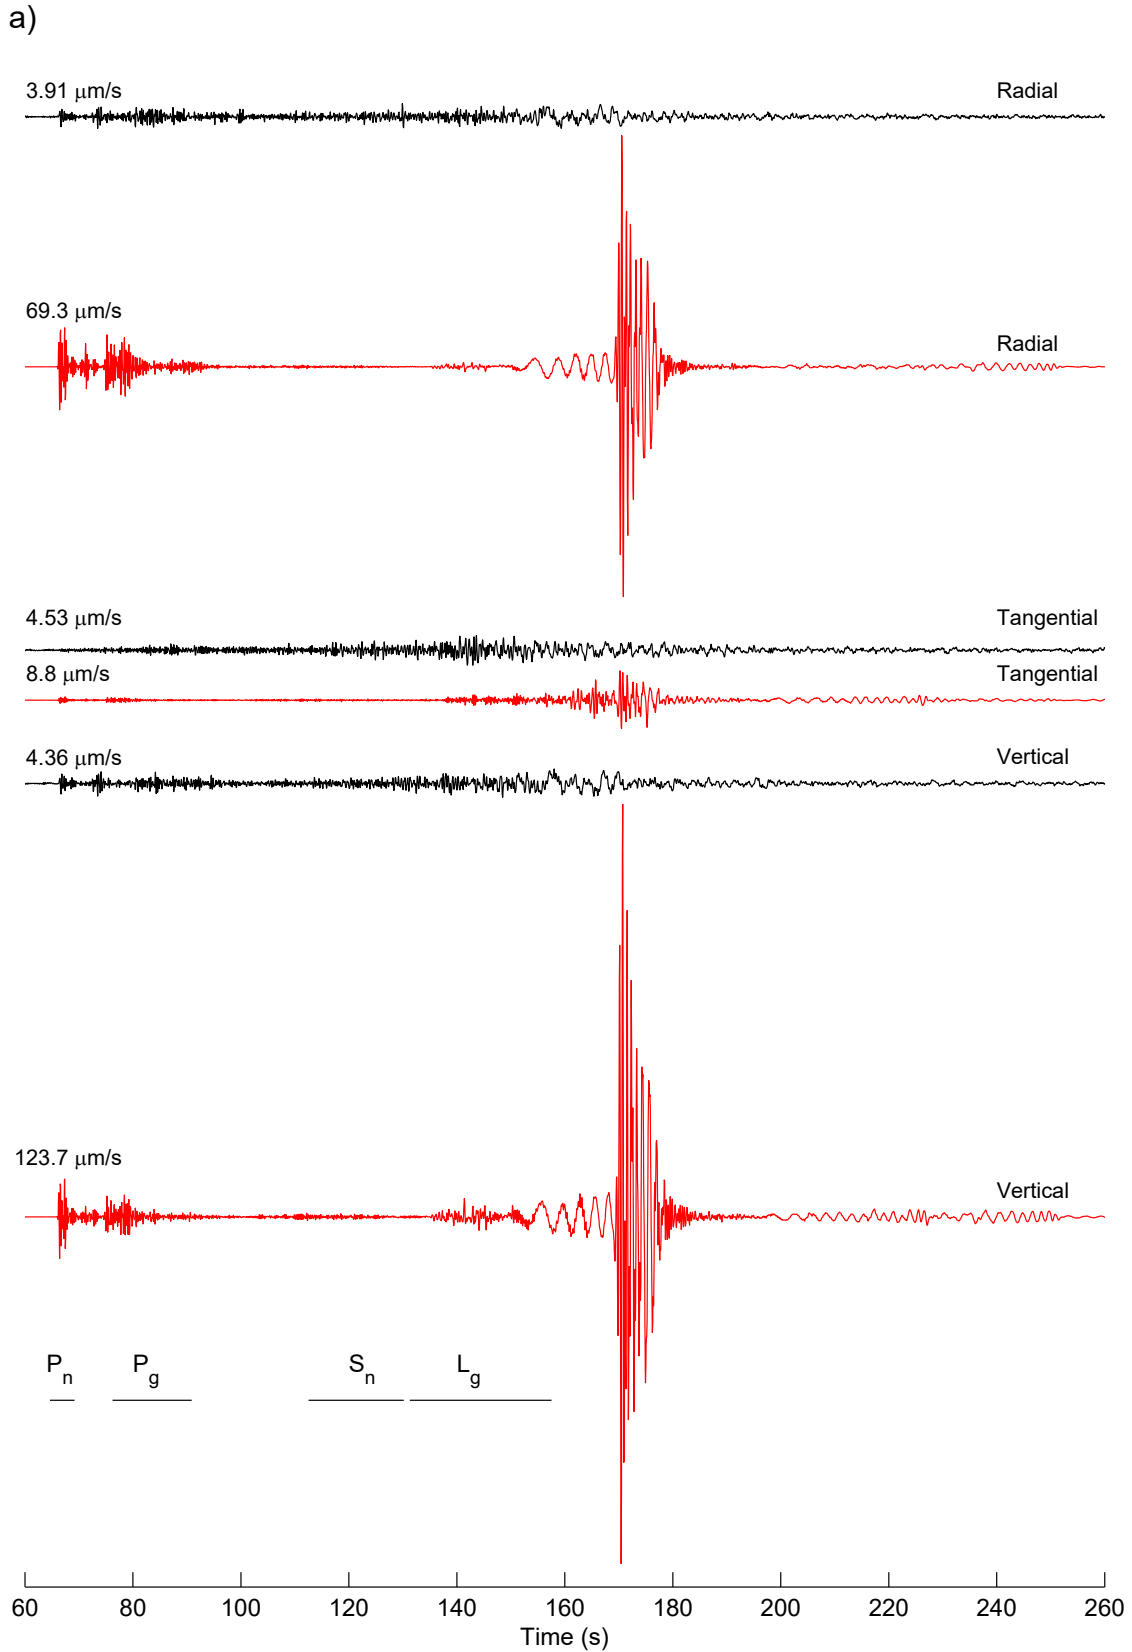 a)
3.91 μm/s Radial
69.3 μm/s
Radial
4.53 μm/s Tangential
8.8 μm/s Tangential
4.36 μm/s Vertical
123.7 μm/s
Vertical
Pn Pg Sn Lg
60 80 100 120 140 160 180 200 220 240 260
Time (s)